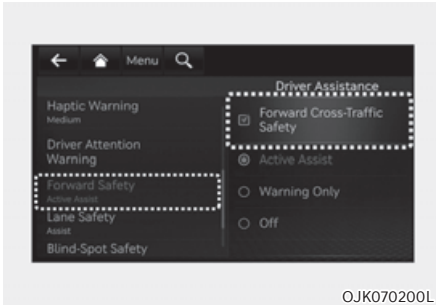 Menu
Driver Assistance
Haptic Warning
Medium
Driver Attention
Warning
Forward Safety
Active Assist
Lane Safety
Assist
Blind-Spot Safety
Forward Cross-Traffic
Safety
Active Assist
Warning Only
Off
OJK070200L